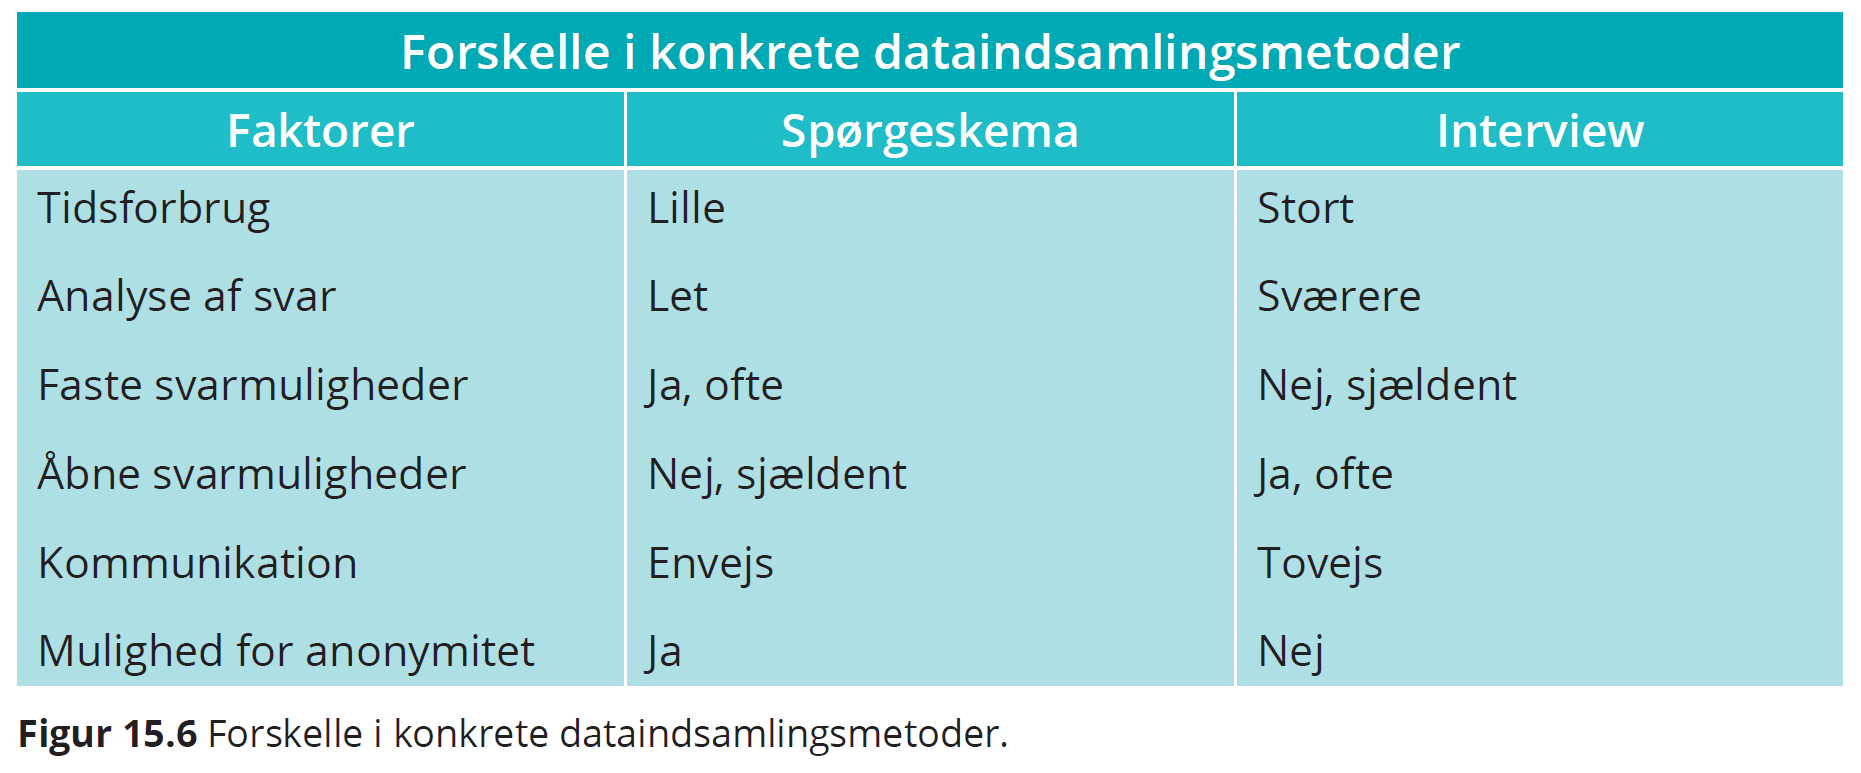 Forskelle i konkrete dataindsamlingsmetoder
Faktorer Spørgeskema Interview
Tidsforbrug Lille Stort
Analyse af svar Let Sværere
Faste svarmuligheder Ja, ofte Nej, sjældent
Åbne svarmuligheder Nej, sjældent Ja, ofte
Kommunikation Envejs Tovejs
Mulighed for anonymitet Ja Nej
Figur 15.6 Forskelle i konkrete dataindsamlingsmetoder.